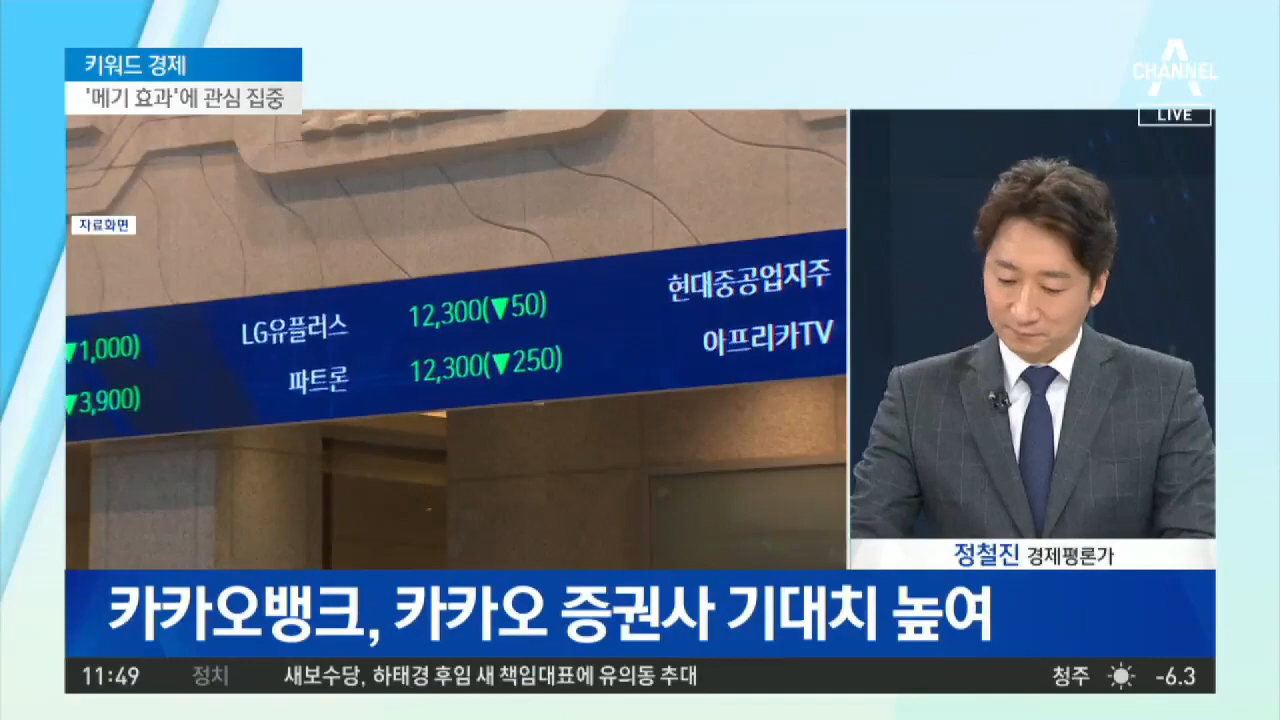 키워드 경제
'메기 효과'에 관심 집중
CHANNEL A
LIVE
자료화면
▼1,000) LG유플러스 12,300(▼50) 현대중공업지주
▼3,900) 파트론 12,300(▼250) 아프리카TV
정철진 경제평론가
카카오뱅크, 카카오 증권사 기대치 높여
11:49 정치 새보수당, 하태경 후임 새 책임대표에 유의동 추대 청주 -6.3